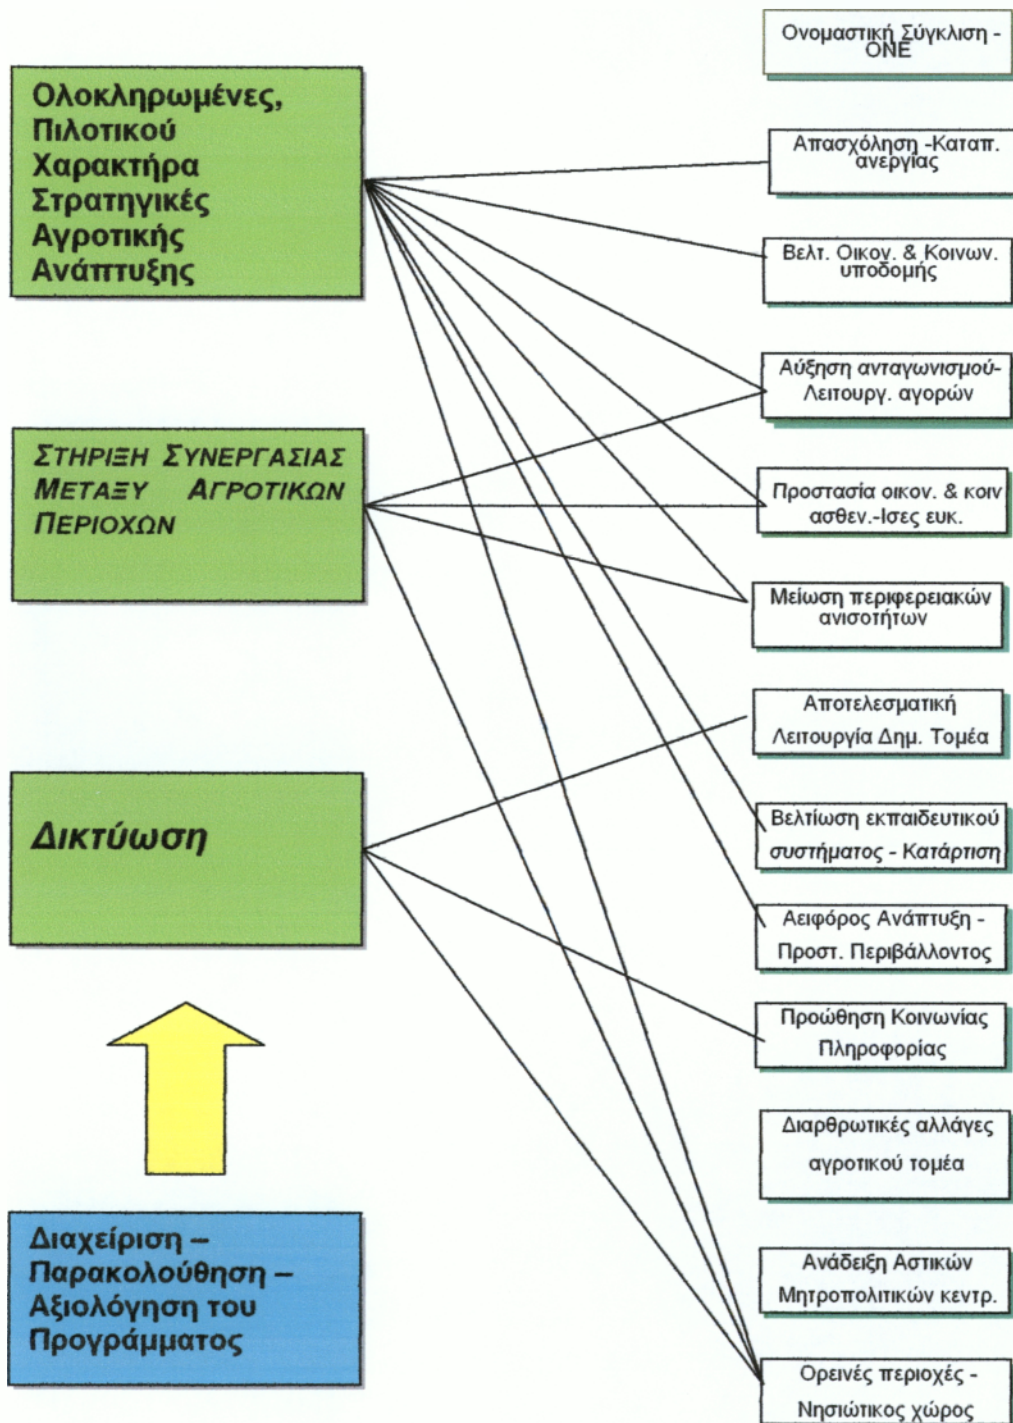 Ολοκληρωμένες,
Πιλοτικού
Χαρακτήρα
Στρατηγικές
Αγροτικής
Ανάπτυξης
ΣΤΗΡΙΞΗ ΣΥΝΕΡΓΑΣΙΑΣ
ΜΕΤΑΞΥ ΑΓΡΟΤΙΚΩΝ
ΠΕΡΙΟΧΩΝ
Δικτύωση
Διαχείριση –
Παρακολούθηση –
Αξιολόγηση του
Προγράμματος
Ονομαστική Σύγκλιση -
ΟΝΕ
Απασχόληση -Καταπ.
ανεργίας
Βελτ. Οικον. & Κοινων.
υποδομής
Αύξηση ανταγωνισμού-
Λειτουργ. αγορών
Προστασία οικον. & κοιν
ασθεν.-Ισες ευκ.
Μείωση περιφερειακών
ανισοτήτων
Αποτελεσματική
Λειτουργία Δημ. Τομέα
Βελτίωση εκπαιδευτικού
συστήματος - Κατάρτιση
Αειφόρος Ανάπτυξη -
Προστ. Περιβάλλοντος
Προώθηση Κοινωνίας
Πληροφορίας
Διαρθρωτικές αλλάγες
αγροτικού τομέα
Ανάδειξη Αστικών
Μητροπολιτικών κεντρ.
Ορεινές περιοχές -
Νησιώτικος χώρος